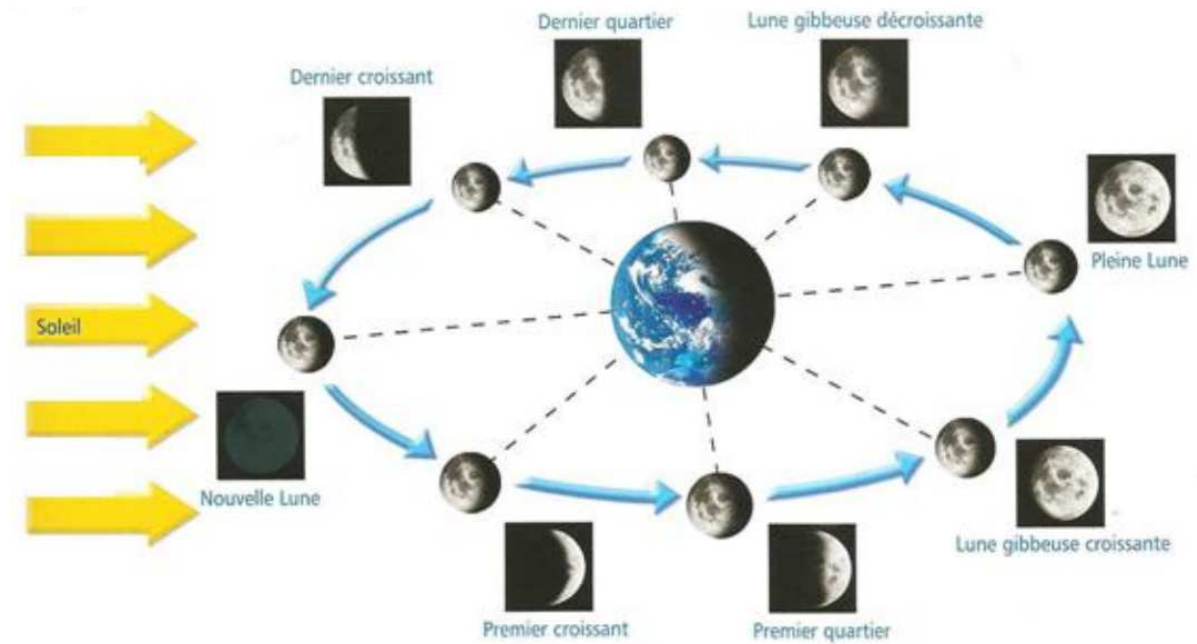 Dernier quartier
Lune gibbeuse décroissante
Dernier croissant
Pleine Lune
Soleil
Nouvelle Lune
Lune gibbeuse croissante
Premier croissant
Premier quartier